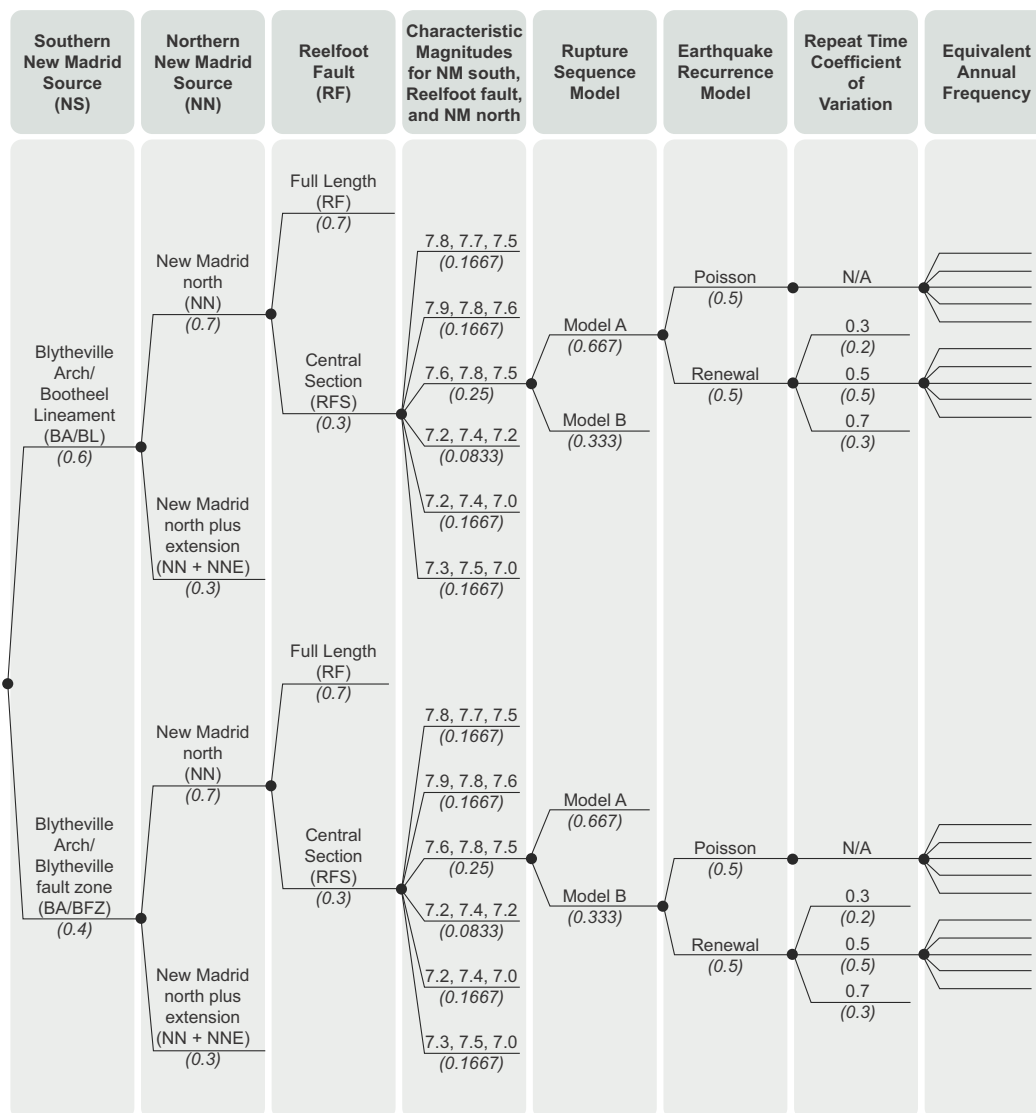 Southern
New Madrid
Source
(NS)
Northern
New Madrid
Source
(NN)
Reelfoot
Fault
(RF)
Characteristic
Magnitudes
for NM south,
Reelfoot fault,
and NM north
Rupture
Sequence
Model
Earthquake
Recurrence
Model
Repeat Time
Coefficient
of
Variation
Equivalent
Annual
Frequency
Blytheville
Arch/
Bootheel
Lineament
(BA/BL)
(0.6)
New Madrid
north
(NN)
(0.7)
New Madrid
north plus
extension
(NN + NNE)
(0.3)
Full Length
(RF)
(0.7)
Central
Section
(RFS)
(0.3)
7.8, 7.7, 7.5
(0.1667)
7.9, 7.8, 7.6
(0.1667)
7.6, 7.8, 7.5
(0.25)
7.2, 7.4, 7.2
(0.0833)
7.2, 7.4, 7.0
(0.1667)
7.3, 7.5, 7.0
(0.1667)
Model A
(0.667)
Model B
(0.333)
Poisson
(0.5)
Renewal
(0.5)
N/A
0.3
(0.2)
0.5
(0.5)
0.7
(0.3)
Blytheville
Arch/
Blytheville
fault zone
(BA/BFZ)
(0.4)
New Madrid
north
(NN)
(0.7)
New Madrid
north plus
extension
(NN + NNE)
(0.3)
Full Length
(RF)
(0.7)
Central
Section
(RFS)
(0.3)
7.8, 7.7, 7.5
(0.1667)
7.9, 7.8, 7.6
(0.1667)
7.6, 7.8, 7.5
(0.25)
7.2, 7.4, 7.2
(0.0833)
7.2, 7.4, 7.0
(0.1667)
7.3, 7.5, 7.0
(0.1667)
Model A
(0.667)
Model B
(0.333)
Poisson
(0.5)
Renewal
(0.5)
N/A
0.3
(0.2)
0.5
(0.5)
0.7
(0.3)